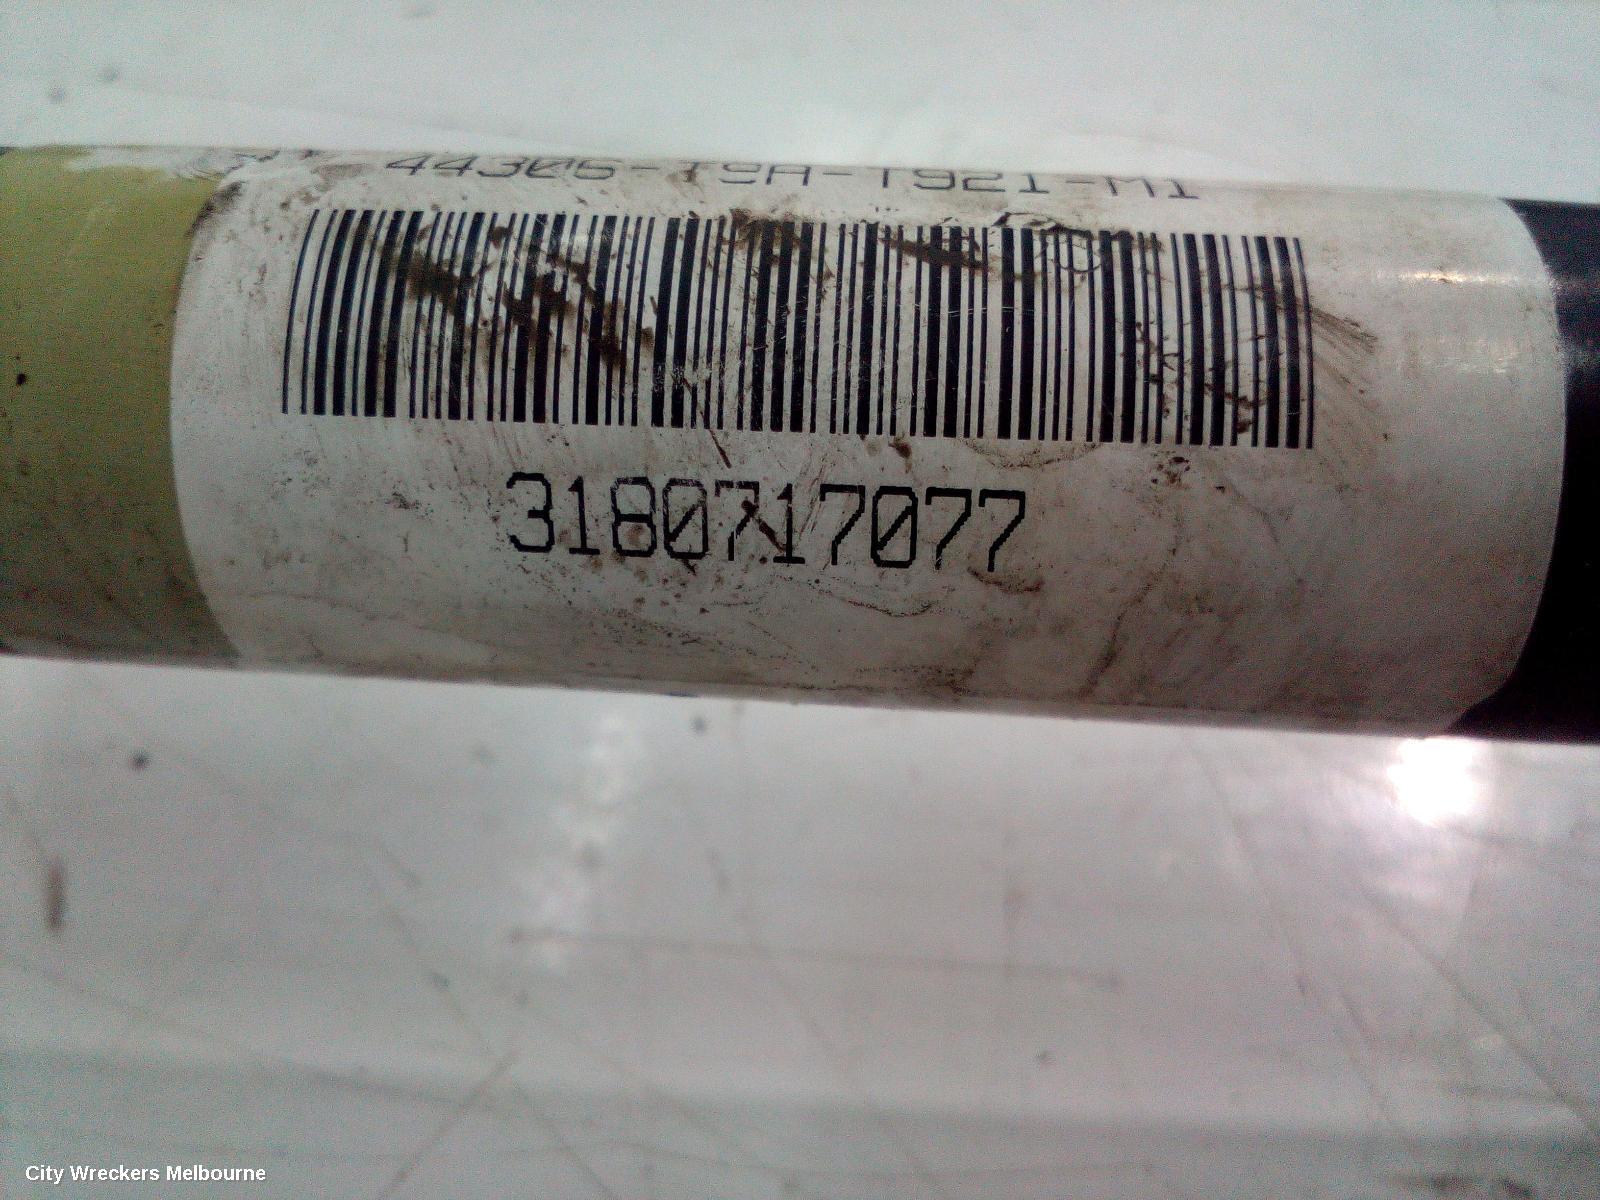 44306-T9A-T921-M1
3180717077
City Wreckers Melbourne